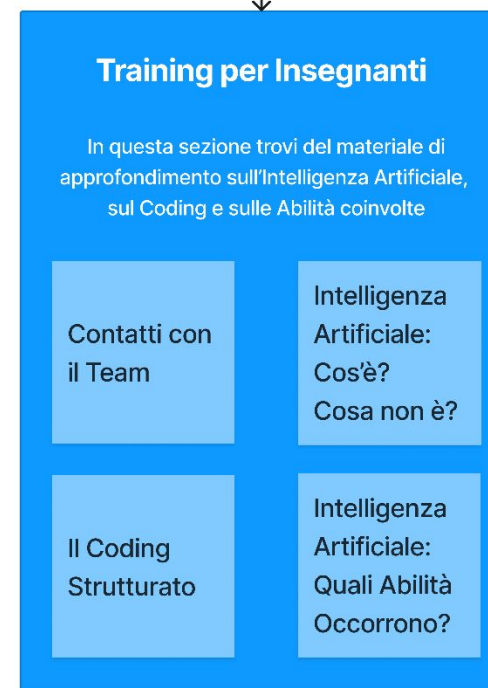 Training per Insegnanti
In questa sezione trovi del materiale di
approfondimento sull'Intelligenza Artificiale,
sul Coding e sulle Abilità coinvolte
Contatti con
il Team
Intelligenza
Artificiale:
Cos'è?
Cosa non è?
Il Coding
Strutturato
Intelligenza
Artificiale:
Quali Abilità
Occorrono?